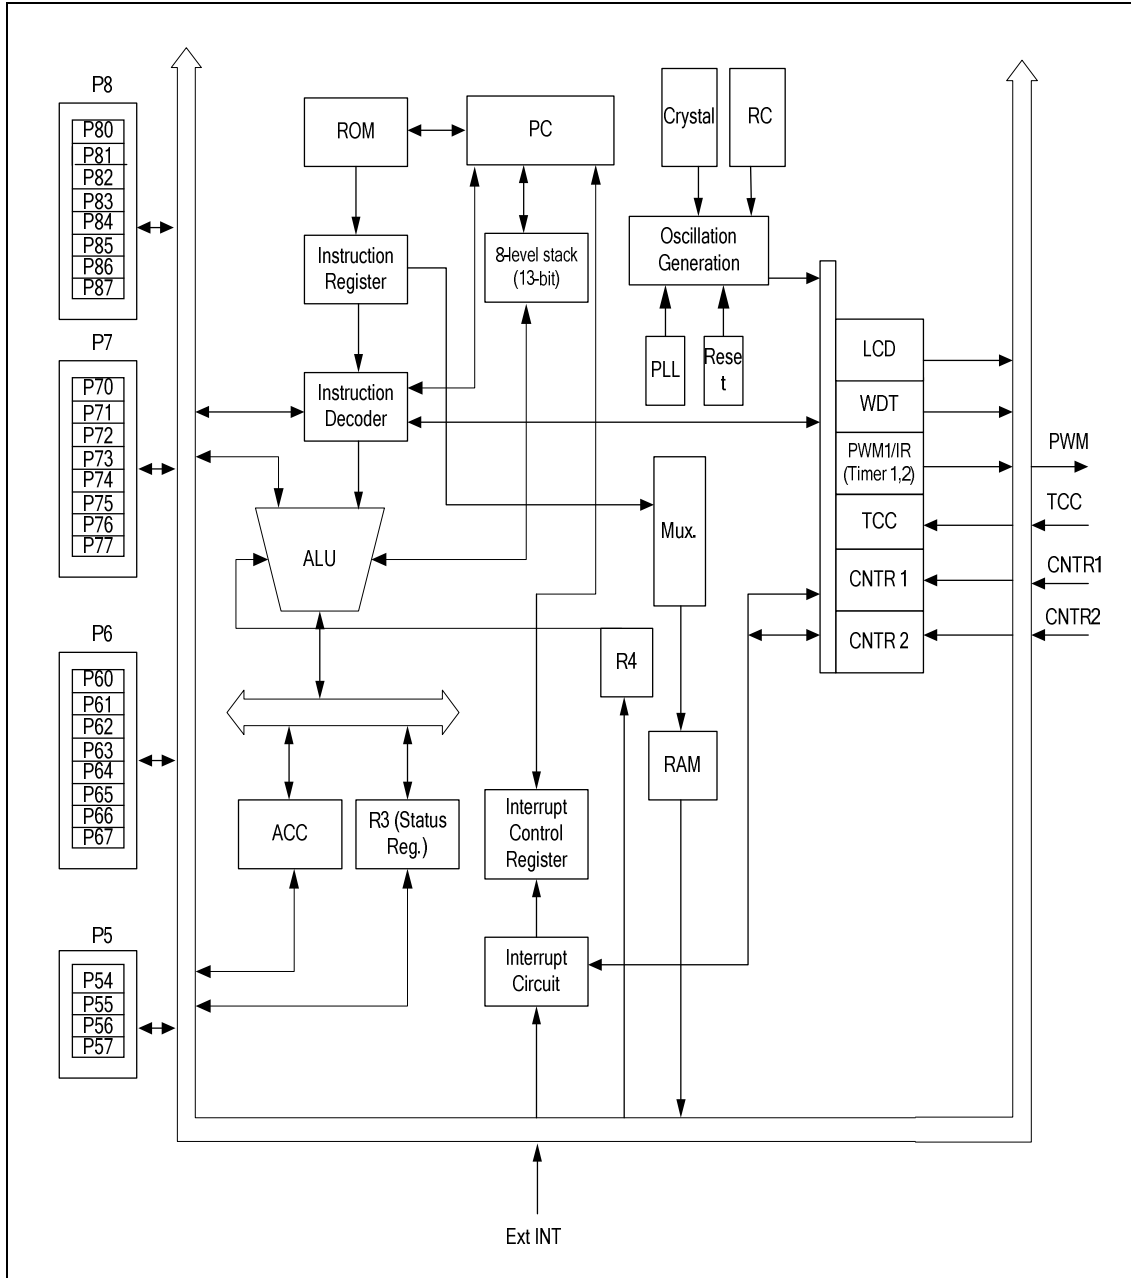 P8
P80
P81
P82
P83
P84
P85
P86
P87
P7
P70
P71
P72
P73
P74
P75
P76
P77
P6
P60
P61
P62
P63
P64
P65
P66
P67
P5
P54
P55
P56
P57
ROM
PC
Instruction
Register
8-level stack
(13-bit)
Instruction
Decoder
ALU
ACC
R3 (Status
Reg.)
Interrupt
Control
Register
Interrupt
Circuit
Ext INT
Crystal
RC
Oscillation
Generation
PLL
Rese
t
Mux.
R4
RAM
LCD
WDT
PWM1/IR
(Timer 1,2)
TCC
CNTR 1
CNTR 2
PWM
TCC
CNTR1
CNTR2